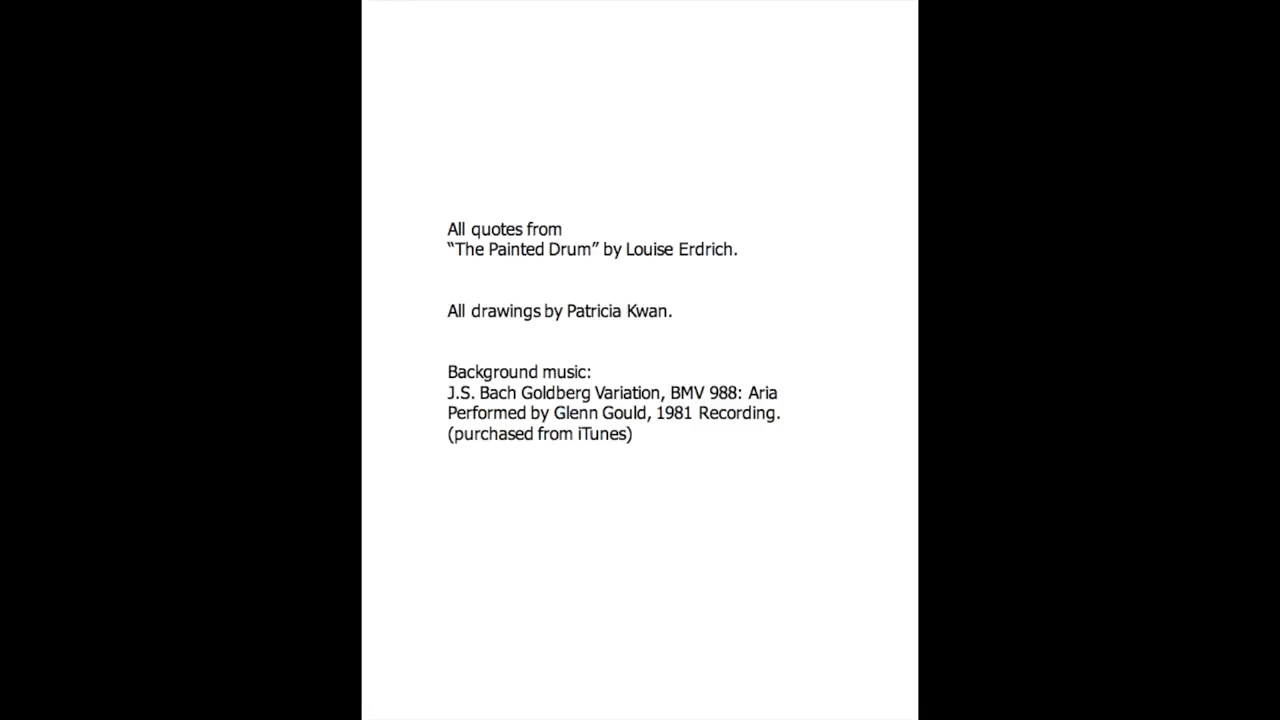 All quotes from
“The Painted Drum” by Louise Erdrich.
All drawings by Patricia Kwan.
Background music:
J.S. Bach Goldberg Variation, BMV 988: Aria
Performed by Glenn Gould, 1981 Recording.
(purchased from iTunes)